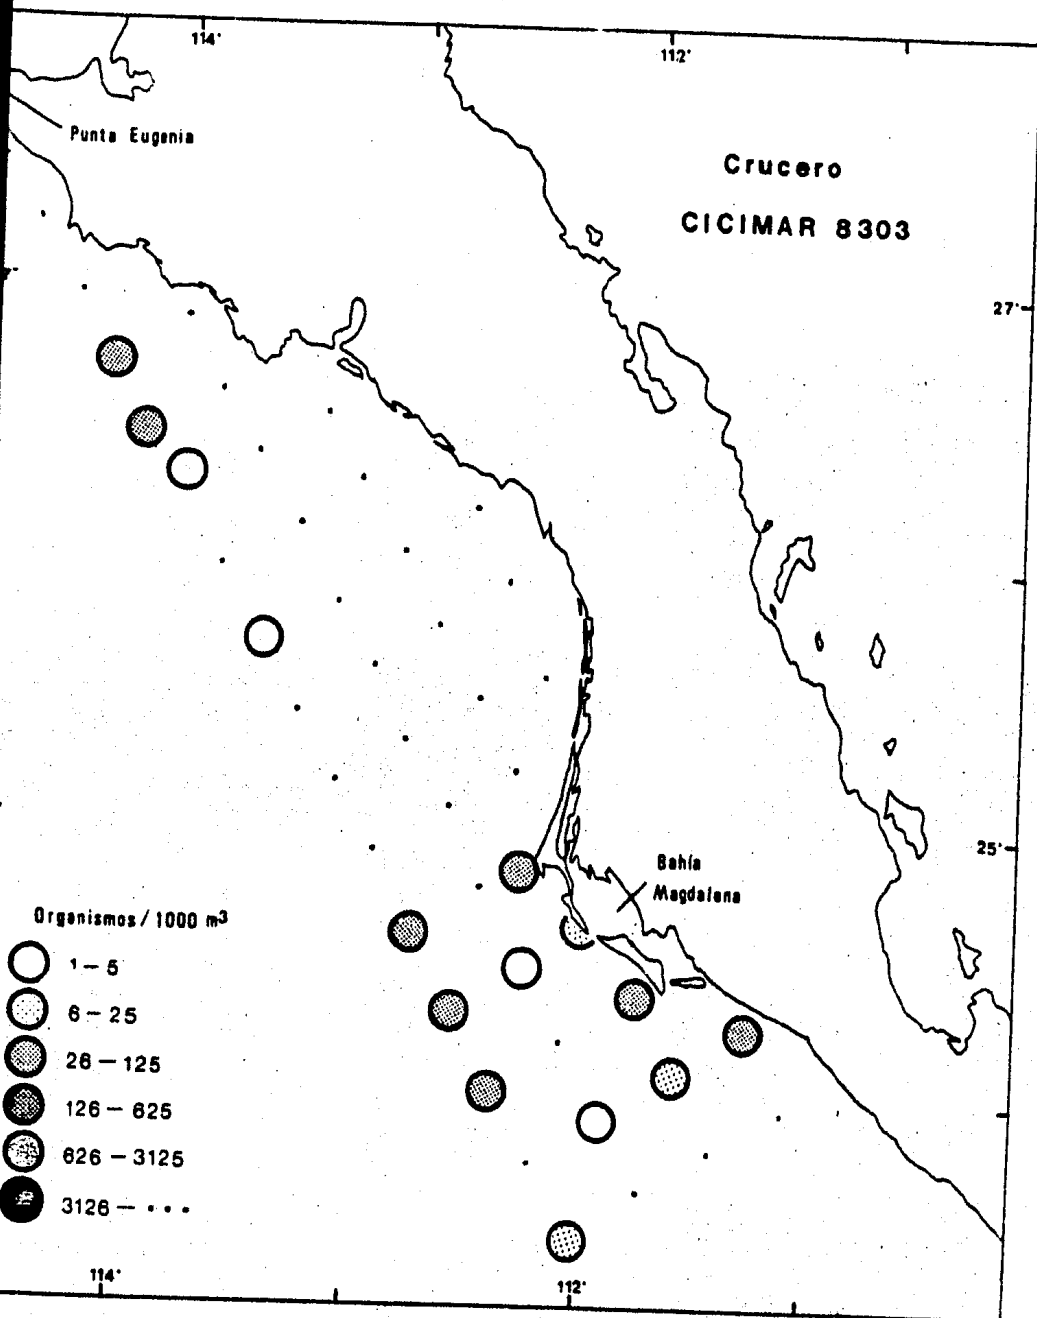 114°
112°
Punta Eugenia
Crucero
CICIMAR 8303
27°
25°
Bahía
Magdalena
Organismos / 1000 m³
1 — 5
6 — 25
26 — 125
126 — 625
626 — 3125
3126 — • • •
114°
112°